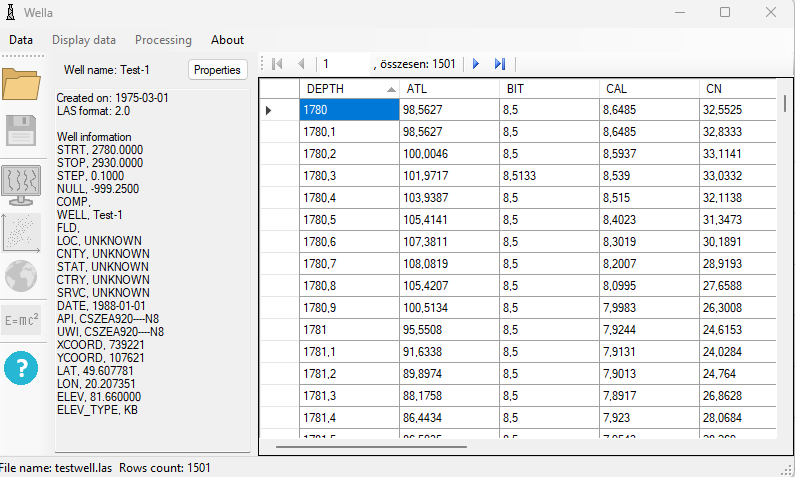 Wella
Data Display data Processing About
Well name: Test-1 Properties
1 , összesen: 1501
Created on: 1975-03-01
LAS format: 2.0
Well information
STRT, 2780.0000
STOP, 2930.0000
STEP, 0.1000
NULL, -999.2500
COMP,
WELL, Test-1
FLD,
LOC, UNKNOWN
CNTY, UNKNOWN
STAT, UNKNOWN
CTRY, UNKNOWN
SRVC, UNKNOWN
DATE, 1988-01-01
API, CSZEA920----N8
UWI, CSZEA920----N8
XCOORD, 739221
YCOORD, 107621
LAT, 49.607781
LON, 20.207351
ELEV, 81.660000
ELEV_TYPE, KB
E=mc²
?
DEPTH ATL BIT CAL CN
1780 98,5627 8,5 8,6485 32,5525
1780,1 98,5627 8,5 8,6485 32,8333
1780,2 100,0046 8,5 8,5937 33,1141
1780,3 101,9717 8,5133 8,539 33,0332
1780,4 103,9387 8,5 8,515 32,1138
1780,5 105,4141 8,5 8,4023 31,3473
1780,6 107,3811 8,5 8,3019 30,1891
1780,7 108,0819 8,5 8,2007 28,9193
1780,8 105,4207 8,5 8,0995 27,6588
1780,9 100,5134 8,5 7,9983 26,3008
1781 95,5508 8,5 7,9244 24,6153
1781,1 91,6338 8,5 7,9131 24,0284
1781,2 89,8974 8,5 7,9013 24,764
1781,3 88,1758 8,5 7,8917 26,8628
1781,4 86,4434 8,5 7,923 28,0684
1781,5 8,5
File name: testwell.las Rows count: 1501